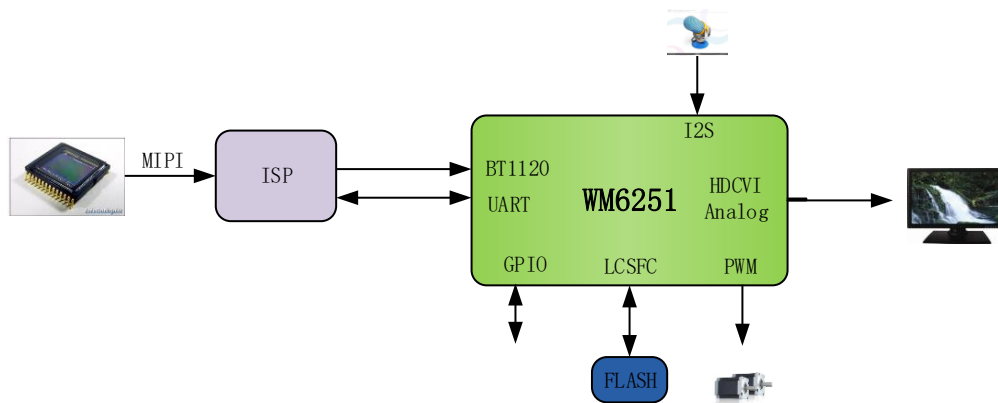 I2S
MIPI
ISP
BT1120
UART
WM6251
HDCVI
Analog
GPIO
LCSFC
PWM
FLASH